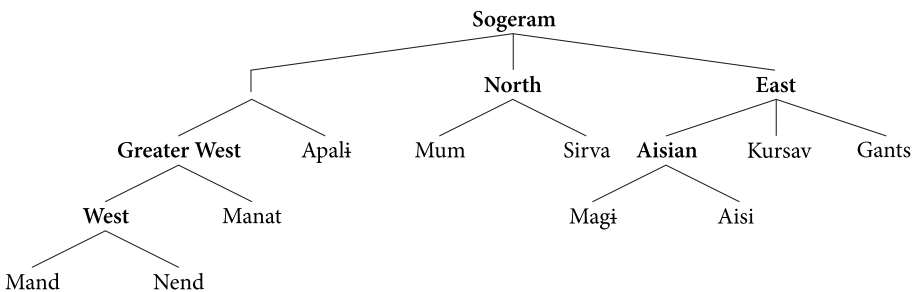 Sogeram
North East
Greater West Apalɨ Mum Sirva Aisian Kursav Gants
West Manat Magɨ Aisi
Mand Nend